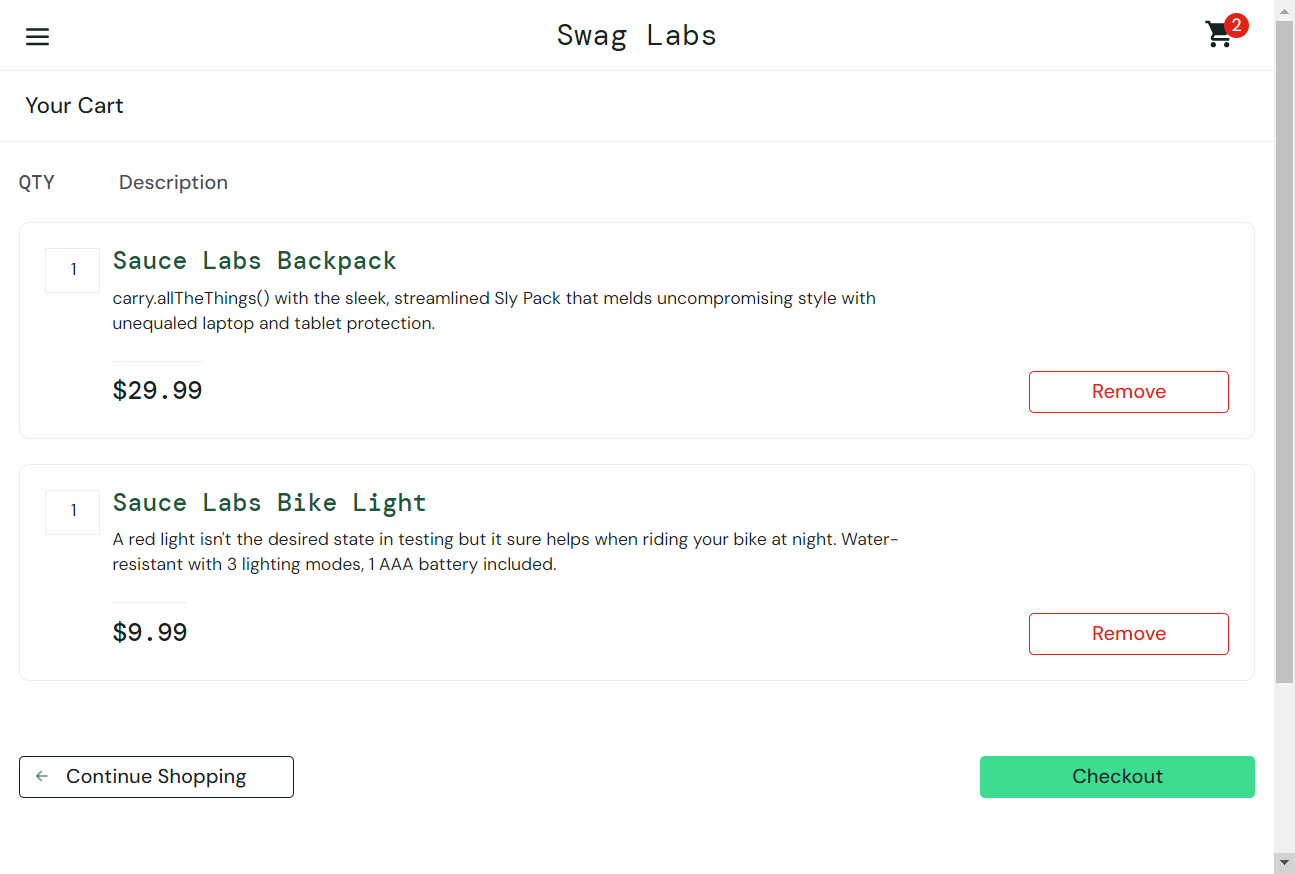 Swag Labs
2
Your Cart
QTY Description
1
Sauce Labs Backpack
carry.allTheThings() with the sleek, streamlined Sly Pack that melds uncompromising style with
unequaled laptop and tablet protection.
$29.99
Remove
1
Sauce Labs Bike Light
A red light isn't the desired state in testing but it sure helps when riding your bike at night. Water-
resistant with 3 lighting modes, 1 AAA battery included.
$9.99
Remove
Continue Shopping
Checkout